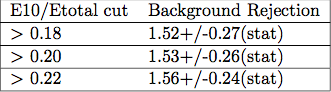 E10/Etotal cut Background Rejection
> 0.18 1.52+/-0.27(stat)
> 0.20 1.53+/-0.26(stat)
> 0.22 1.56+/-0.24(stat)